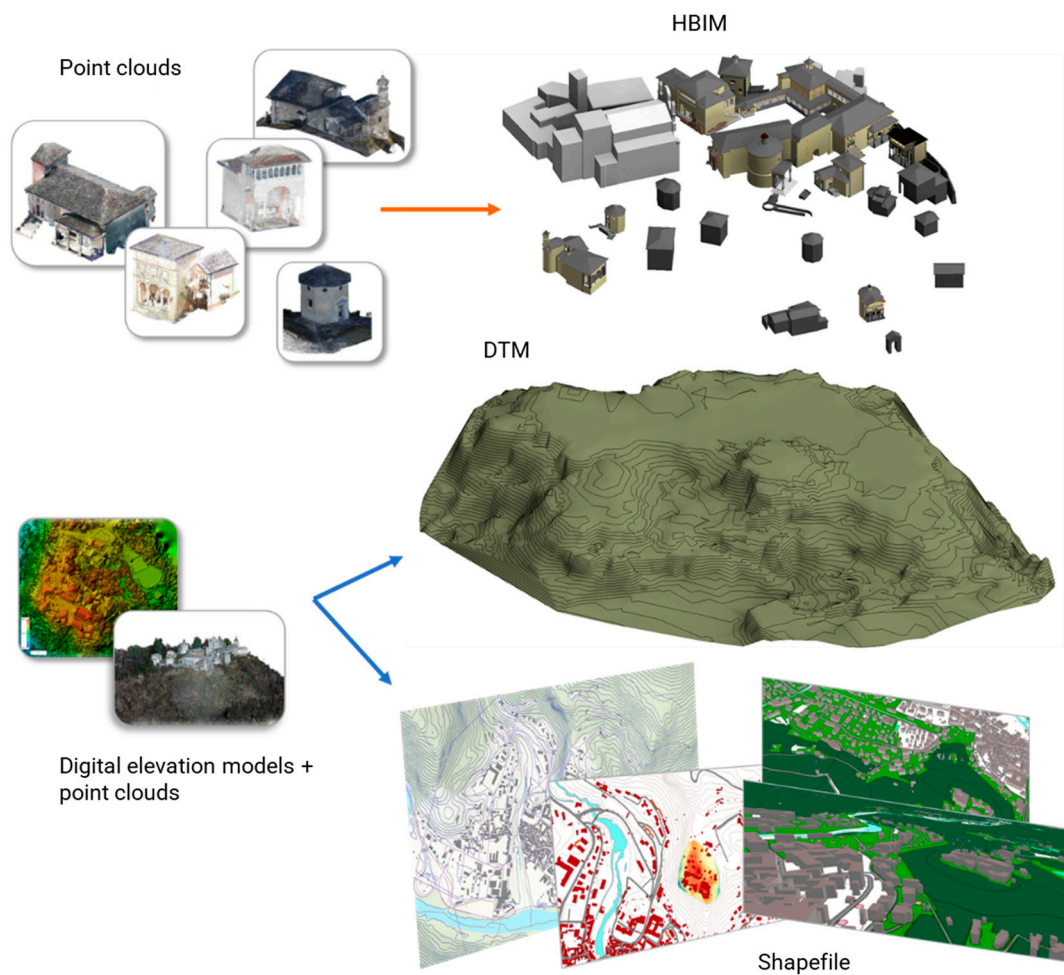 HBIM
Point clouds
DTM
Digital elevation models +
point clouds
Shapefile